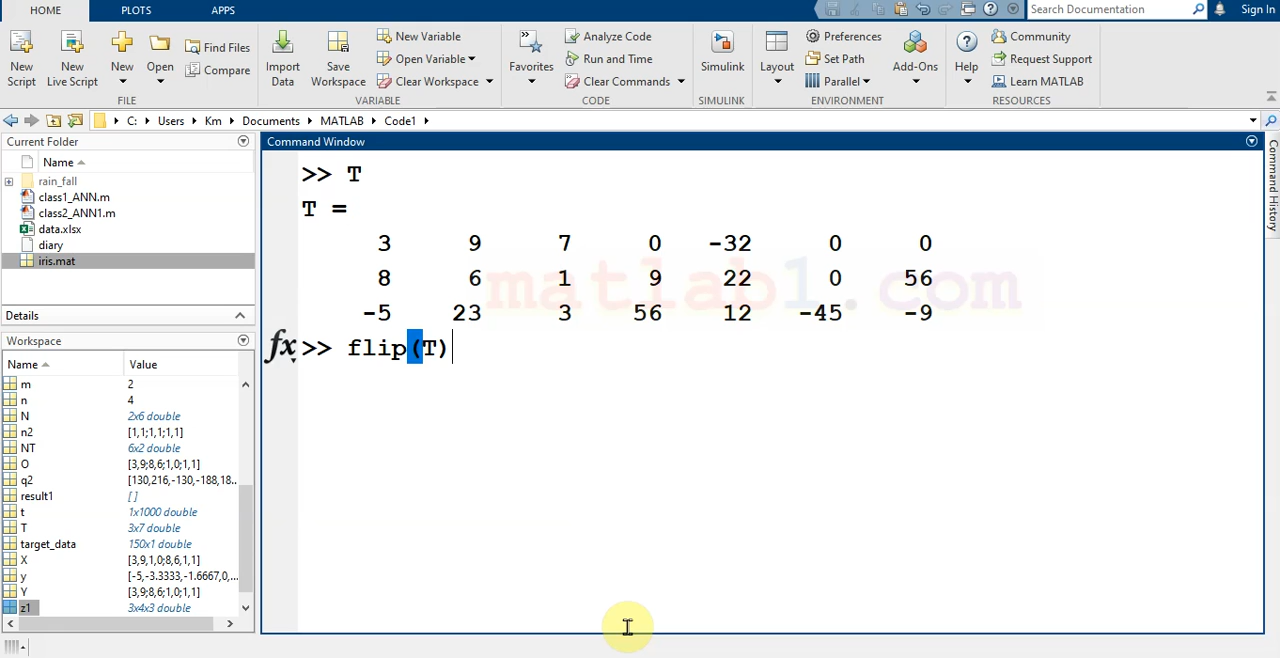 HOME PLOTS APPS Search Documentation Sign In
New Script
New Live Script
New
Open
Find Files
Compare
FILE
Import Data
Save Workspace
New Variable
Open Variable
Clear Workspace
VARIABLE
Favorites
Analyze Code
Run and Time
Clear Commands
CODE
Simulink
SIMULINK
Layout
Preferences
Set Path
Parallel
Add-Ons
ENVIRONMENT
Help
Community
Request Support
Learn MATLAB
RESOURCES
C: Users Km Documents MATLAB Code1
Current Folder
Name
rain_fall
class1_ANN.m
class2_ANN1.m
data.xlsx
diary
iris.mat
Details
Workspace
Name Value
m 2
n 4
N 2x6 double
n2 [1,1;1,1;1,1]
NT 6x2 double
O [3,9;8,6;1,0;1,1]
q2 [130,216,-130,-188,18...
result1 []
t 1x1000 double
T 3x7 double
target_data 150x1 double
X [3,9,1,0;8,6,1,1]
y [-5,-3.3333,-1.6667,0,...
Y [3,9;8,6;1,0;1,1]
z1 3x4x3 double
Command Window
>> T
T =
3 9 7 0 -32 0 0
8 6 1 9 22 0 56
-5 23 3 56 12 -45 -9
fx >> flip(T)
matlab1.com
Command History